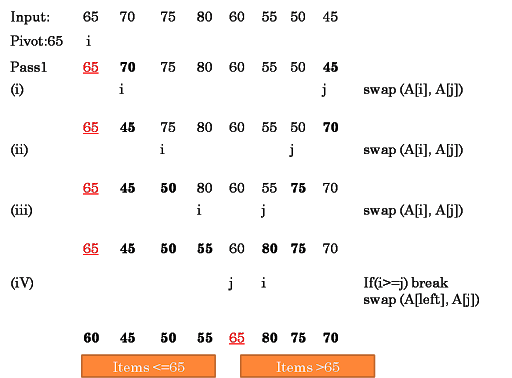 Input: 65 70 75 80 60 55 50 45
Pivot:65 i
Pass1 65 70 75 80 60 55 50 45
(i) i j swap (A[i], A[j])
65 45 75 80 60 55 50 70
(ii) i j swap (A[i], A[j])
65 45 50 80 60 55 75 70
(iii) i j swap (A[i], A[j])
65 45 50 55 60 80 75 70
(iV) j i If(i>=j) break
swap (A[left], A[j])
60 45 50 55 65 80 75 70
Items <=65 Items >65